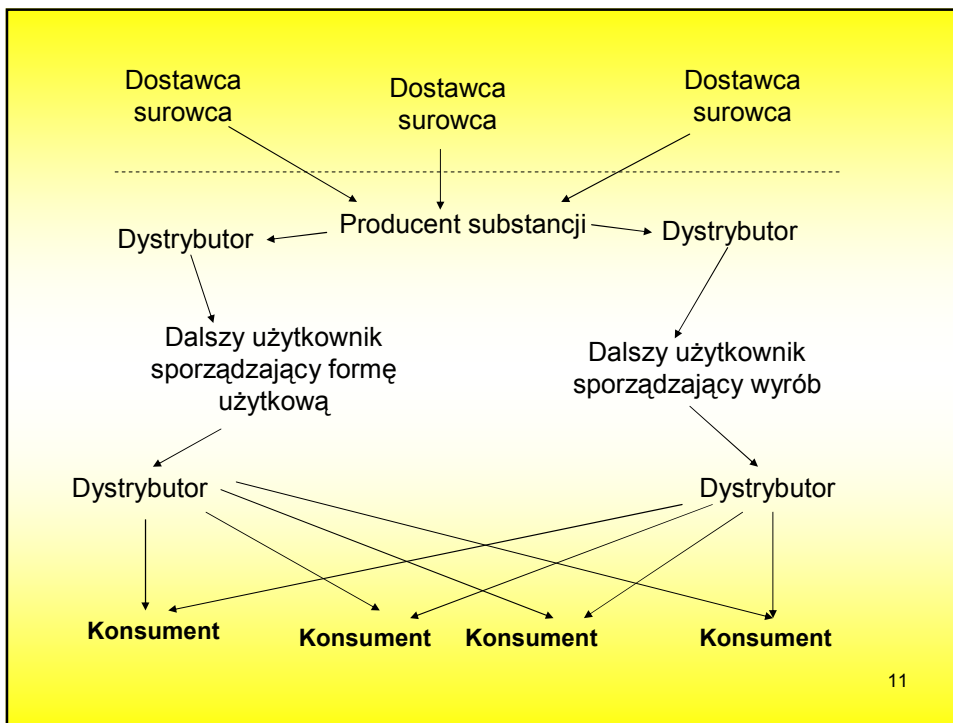 Dostawca
surowca
Dostawca
surowca
Dostawca
surowca
Producent substancji
Dystrybutor
Dystrybutor
Dalszy użytkownik
sporządzający formę
użytkową
Dalszy użytkownik
sporządzający wyrób
Dystrybutor
Dystrybutor
Konsument
Konsument
Konsument
Konsument
11